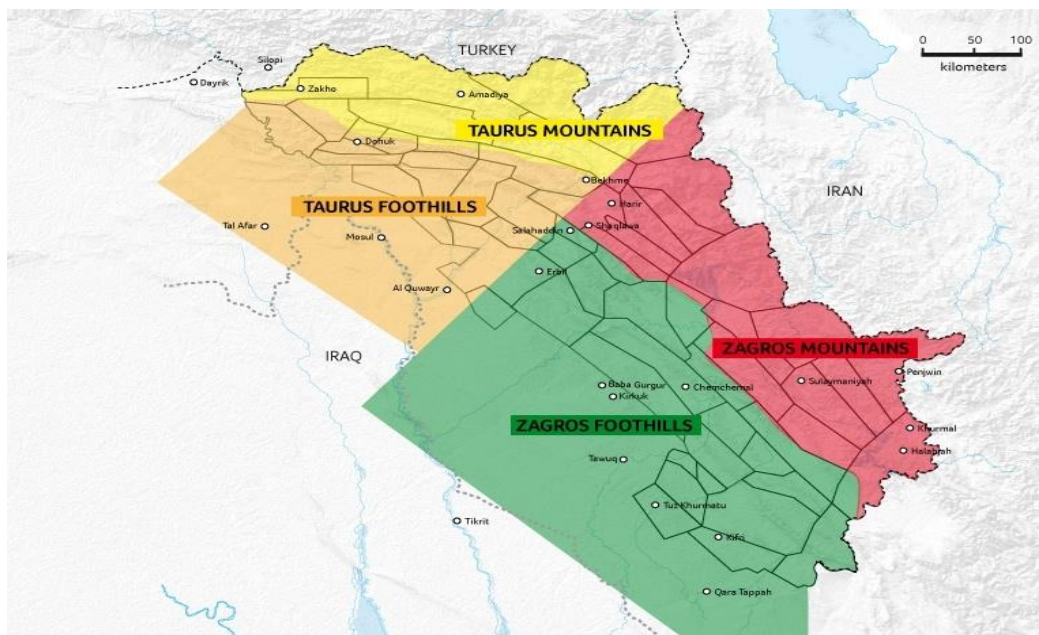 TURKEY
0 50 100
kilometers
Silopi
Dayrik
Zakho
Amadiya
TAURUS MOUNTAINS
Dohuk
Bekhme
IRAN
Harir
TAURUS FOOTHILLS
Shaqlawa
Salahaddin
Tal Afar
Mosul
Erbil
Al Quwayr
IRAQ
ZAGROS MOUNTAINS
Penjwin
Sulaymaniyah
Baba Gurgur
Chemchemal
Kirkuk
ZAGROS FOOTHILLS
Khurmal
Halabjah
Tawuq
Tuz Khurmatu
Tikrit
Kifri
Qara Tappah